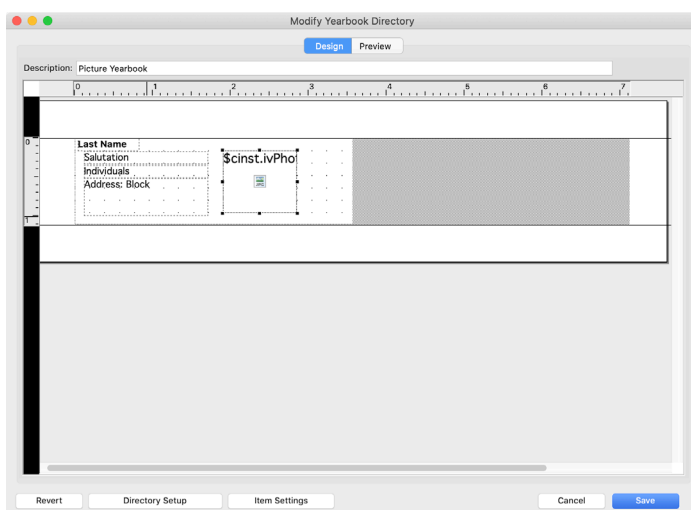 Modify Yearbook Directory
Design Preview
Description: Picture Yearbook
0 1 2 3 4 5 6 7
0
Last Name
Salutation
$cinst.ivPho
Individuals
Address: Block
1
Revert Directory Setup Item Settings Cancel Save